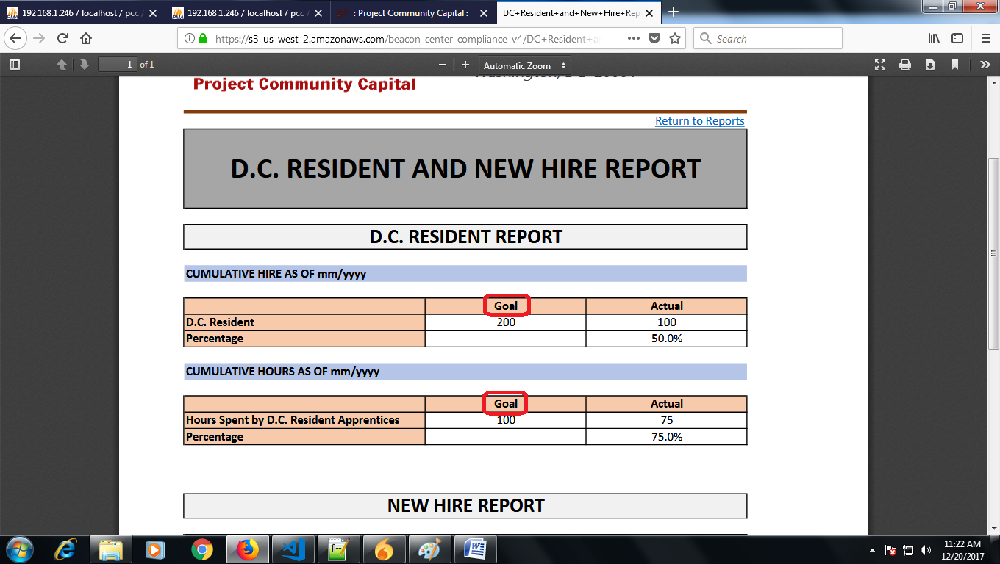 192.168.1.246 / localhost / pcc /
192.168.1.246 / localhost / pcc /
: Project Community Capital :
DC+Resident+and+New+Hire+Rep
https://s3-us-west-2.amazonaws.com/beacon-center-compliance-v4/DC+Resident a
Search
1 of 1
Automatic Zoom
Project Community Capital
Return to Reports
D.C. RESIDENT AND NEW HIRE REPORT
D.C. RESIDENT REPORT
CUMULATIVE HIRE AS OF mm/yyyy
Goal Actual
D.C. Resident 200 100
Percentage 50.0%
CUMULATIVE HOURS AS OF mm/yyyy
Goal Actual
Hours Spent by D.C. Resident Apprentices 100 75
Percentage 75.0%
NEW HIRE REPORT
11:22 AM
12/20/2017